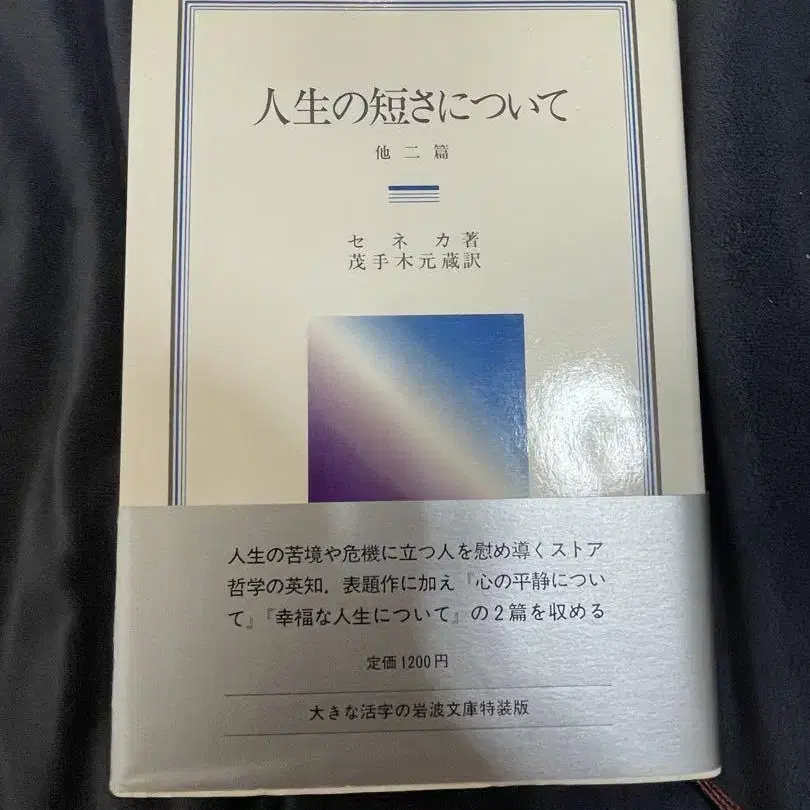 人生の短さについて
他二篇
セネカ著
茂手木元蔵訳
人生の苦境や危機に立つ人を慰め導くストア
哲学の英知．表題作に加え『心の平静につい
て』『幸福な人生について』の2篇を収める
定価1200円
大きな活字の岩波文庫特装版